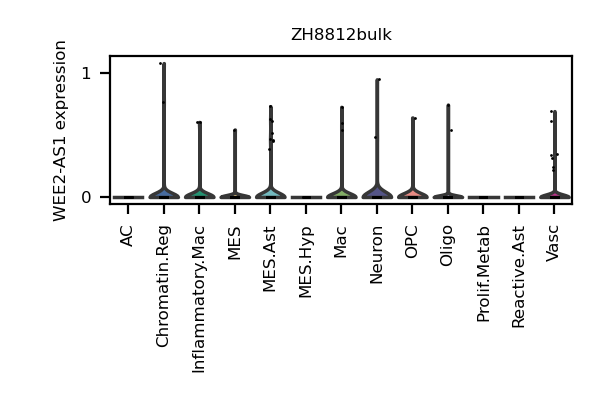 ZH8812bulk
WEE2-AS1 expression
1
0
AC
Chromatin.Reg
Inflammatory.Mac
MES
MES.Ast
MES.Hyp
Mac
Neuron
OPC
Oligo
Prolif.Metab
Reactive.Ast
Vasc